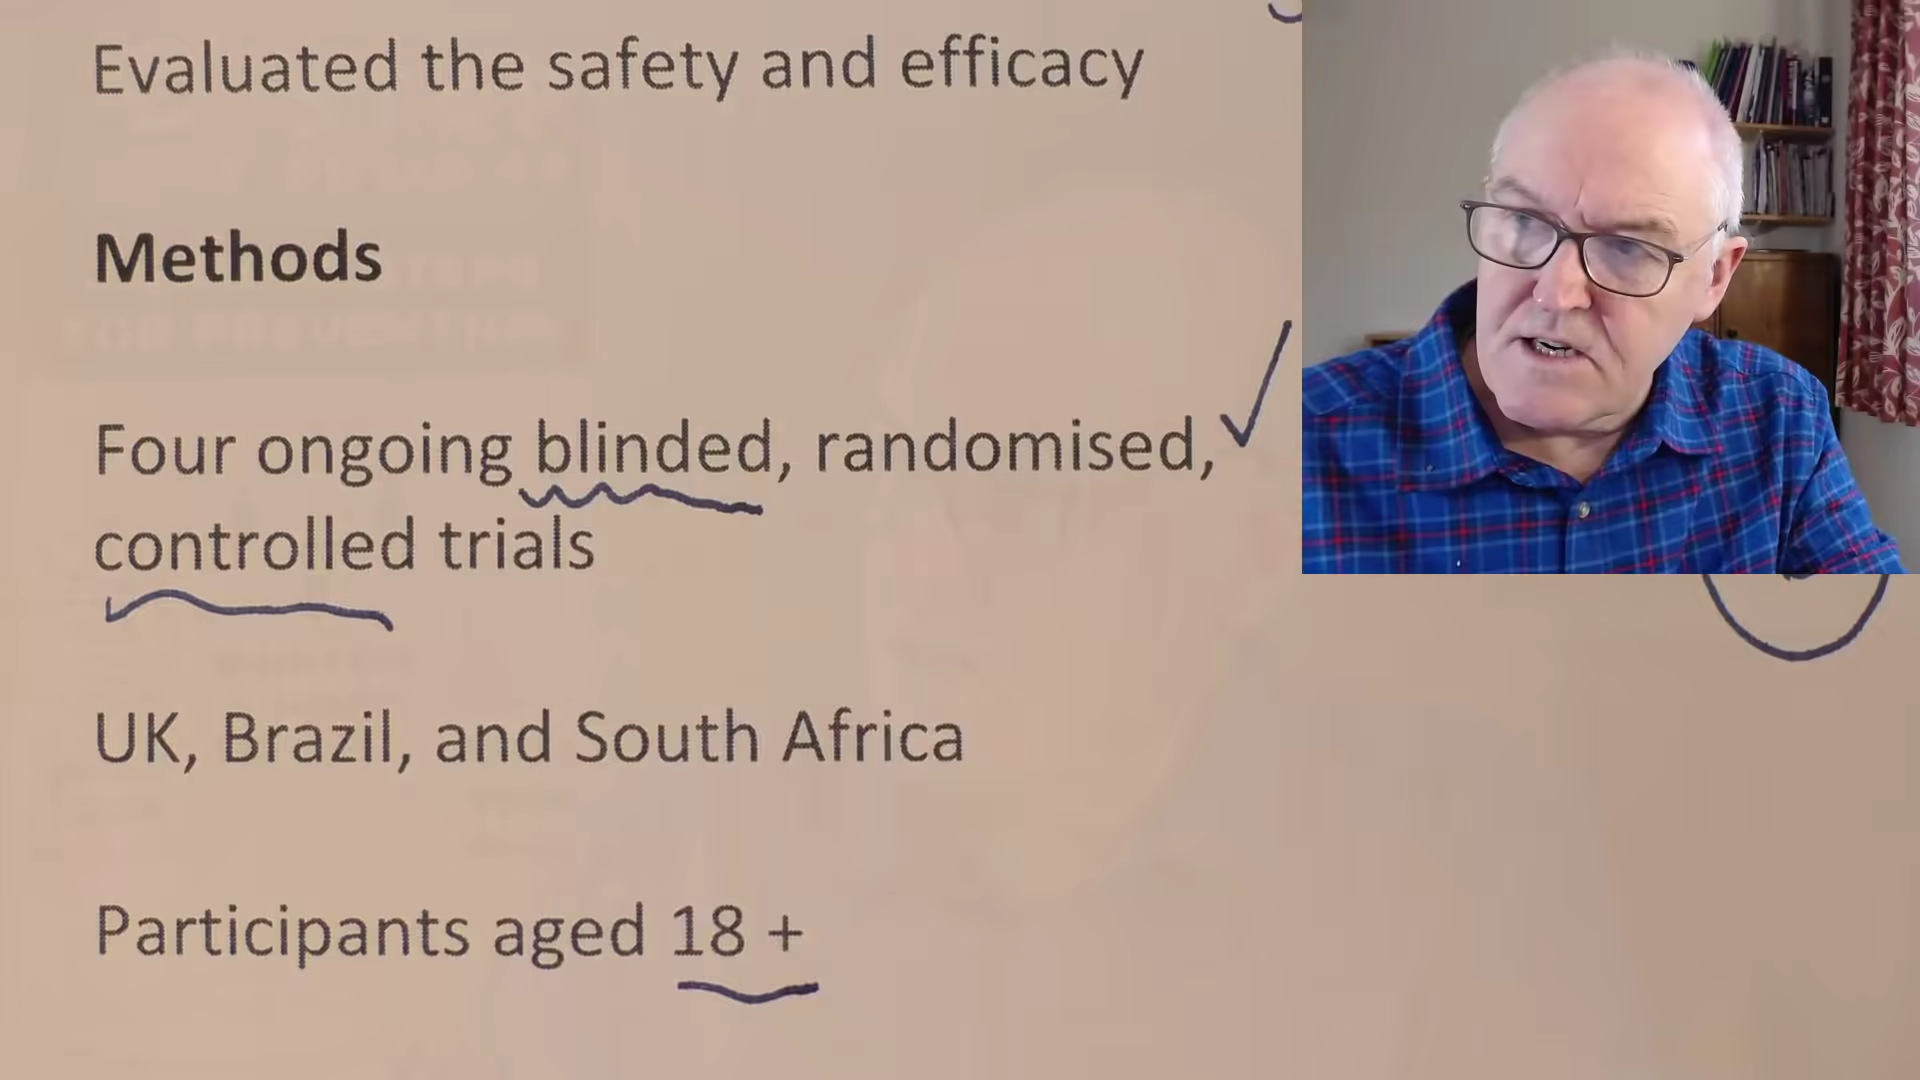 Evaluated the safety and efficacy
Methods
Four ongoing blinded, randomised,
controlled trials
UK, Brazil, and South Africa
Participants aged 18 +